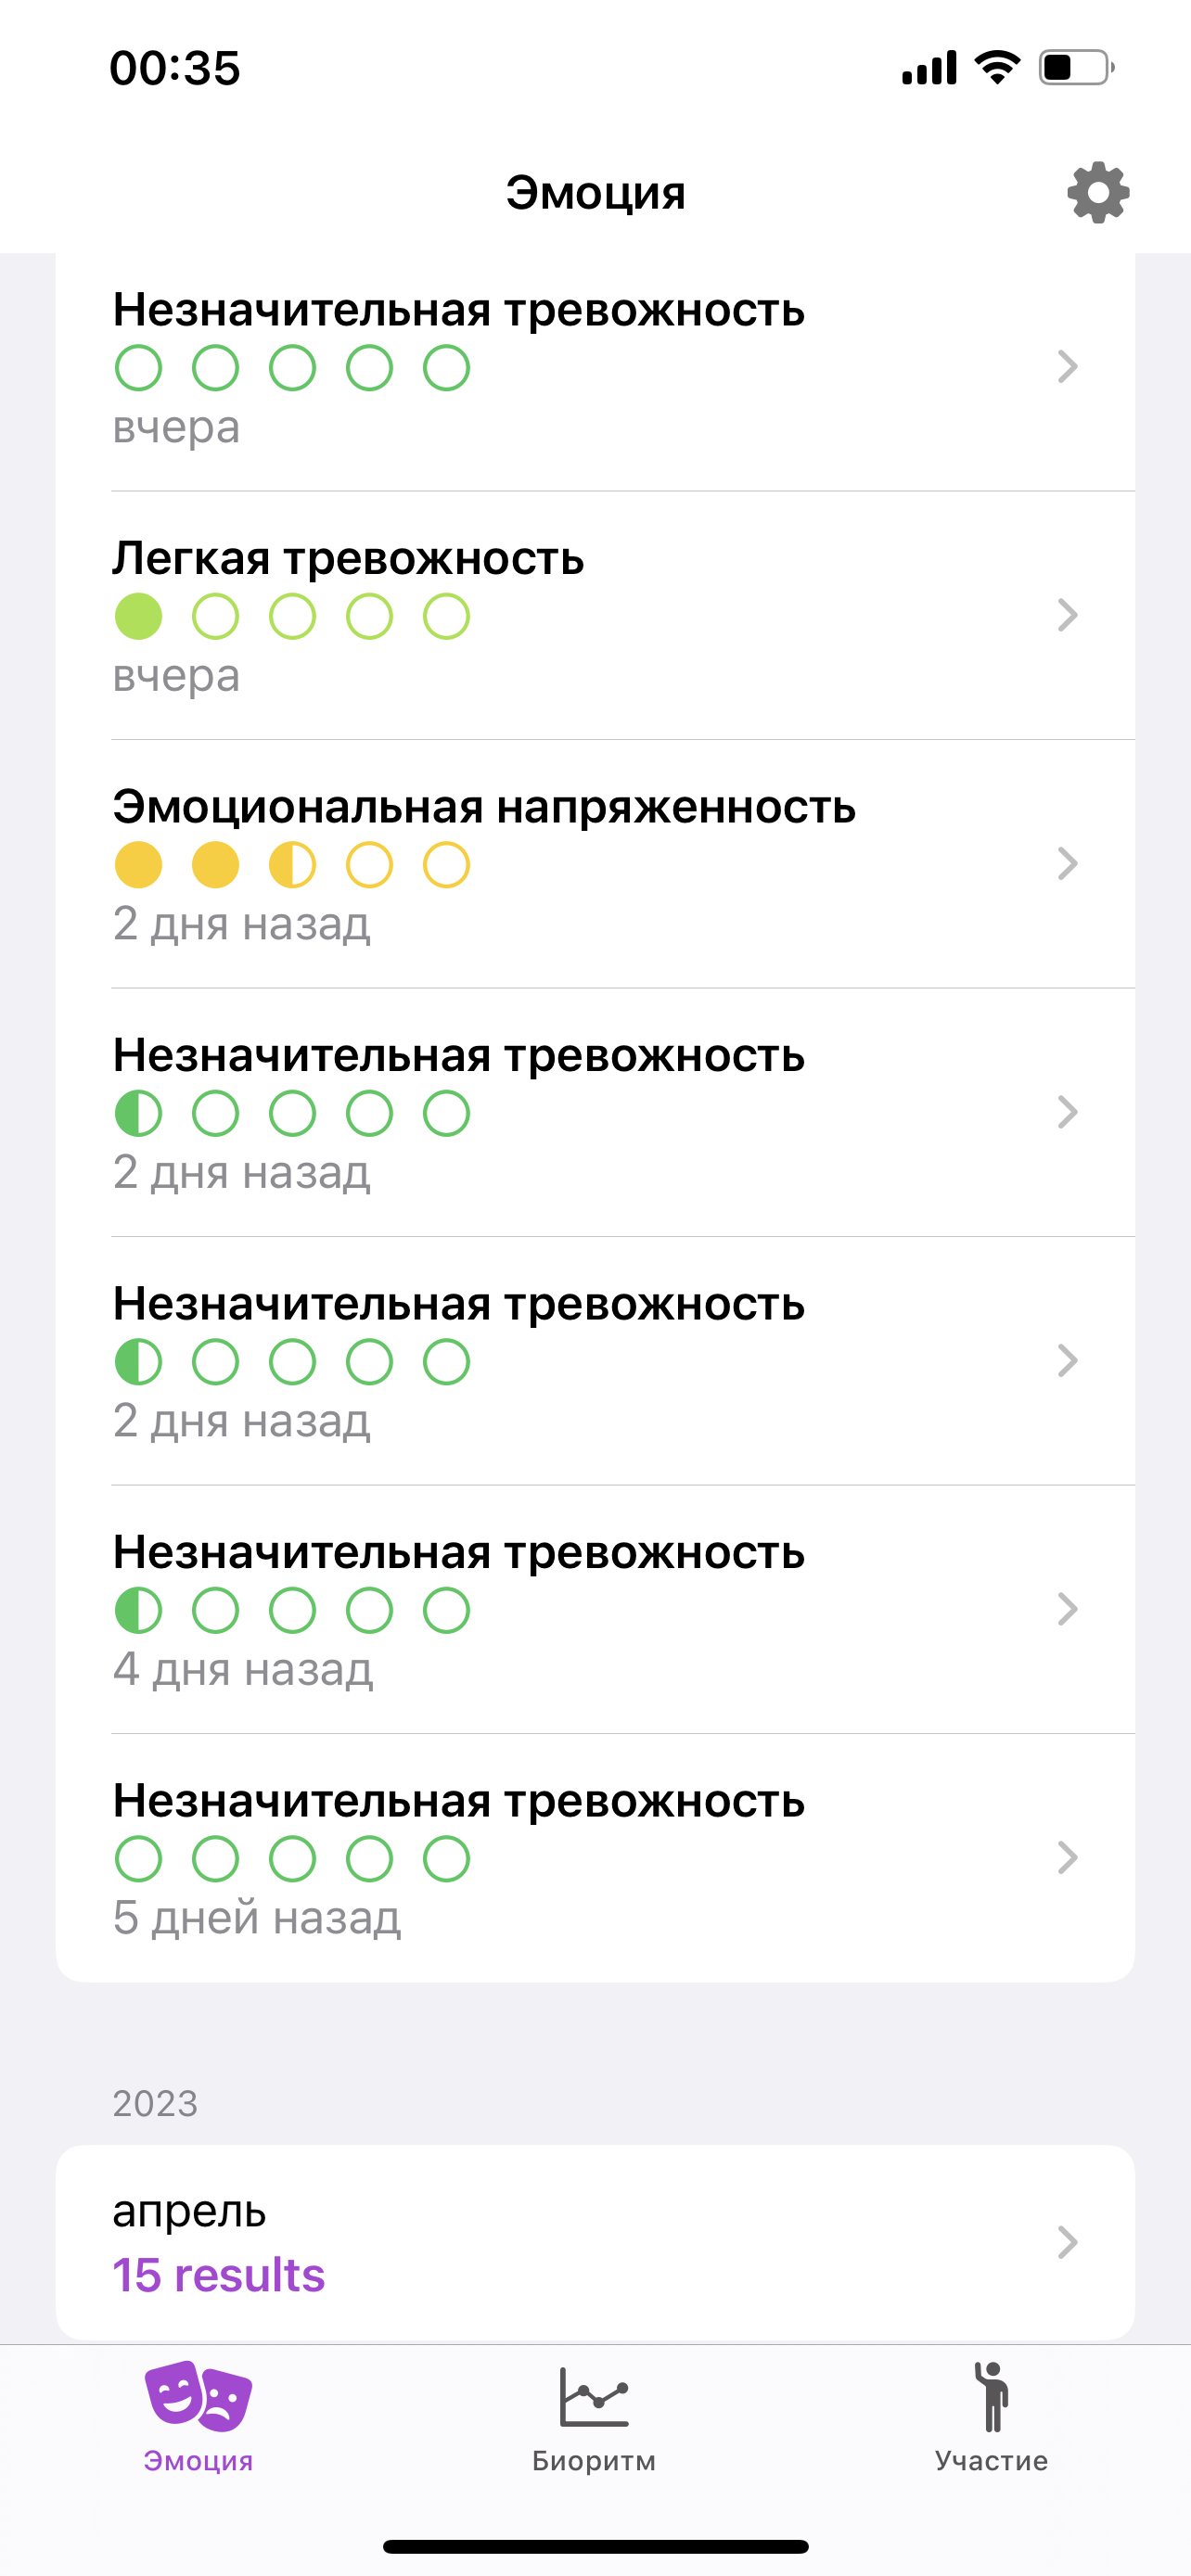 00:35
Эмоция
Незначительная тревожность
вчера
Легкая тревожность
вчера
Эмоциональная напряженность
2 дня назад
Незначительная тревожность
2 дня назад
Незначительная тревожность
2 дня назад
Незначительная тревожность
4 дня назад
Незначительная тревожность
5 дней назад
2023
апрель
15 results
Эмоция
Биоритм
Участие